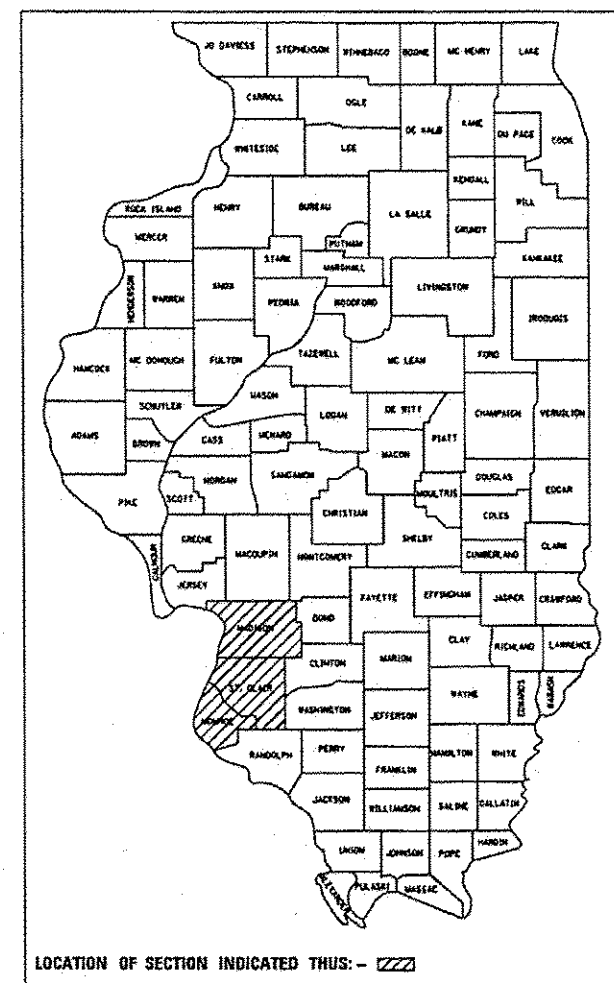 JO DAVIESS STEPHENSON WINNEBAGO BOONE MC HENRY LAKE
CARROLL OGLE DE KALB KANE DU PAGE COOK
WHITESIDE LEE
KENDALL
ROCK ISLAND HENRY BUREAU LA SALLE WILL
MERCER PUTNAM GRUNDY
STARK MARSHALL KANKAKEE
HENDERSON WARREN KNOX PEORIA WOODFORD LIVINGSTON
IROQUOIS
HANCOCK MC DONOUGH FULTON TAZEWELL MC LEAN FORD
MASON
SCHUYLER LOGAN DE WITT CHAMPAIGN VERMILION
ADAMS BROWN CASS MENARD MACON PIATT
PIKE SCOTT MORGAN SANGAMON DOUGLAS EDGAR
CHRISTIAN MOULTRIE COLES
CALHOUN GREENE MACOUPIN MONTGOMERY SHELBY CUMBERLAND CLARK
JERSEY
FAYETTE EFFINGHAM JASPER CRAWFORD
MADISON BOND
CLAY RICHLAND LAWRENCE
CLINTON MARION
ST. CLAIR WAYNE EDWARDS WABASH
MONROE WASHINGTON JEFFERSON
RANDOLPH PERRY HAMILTON WHITE
FRANKLIN
JACKSON WILLIAMSON SALINE GALLATIN
UNION JOHNSON POPE HARDIN
ALEXANDER PULASKI MASSAC
LOCATION OF SECTION INDICATED THUS: -